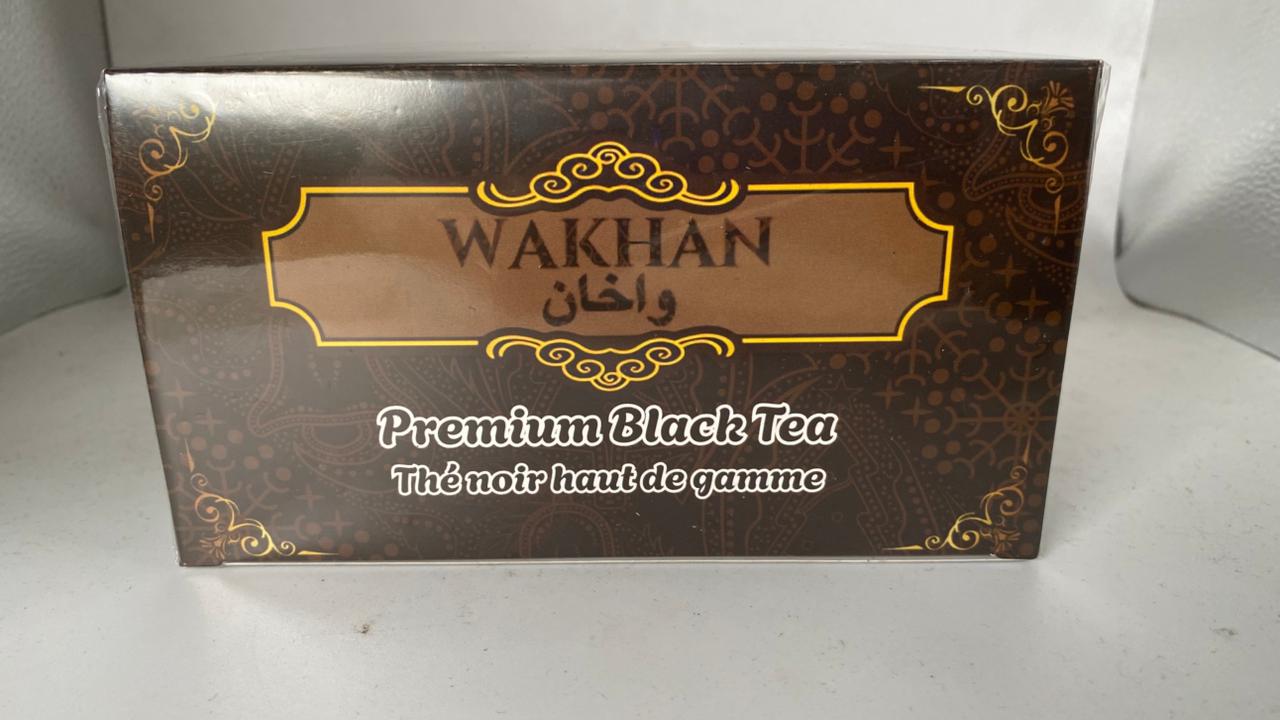 WAKHAN
واخان
Premium Black Tea
Thé noir haut de gamme